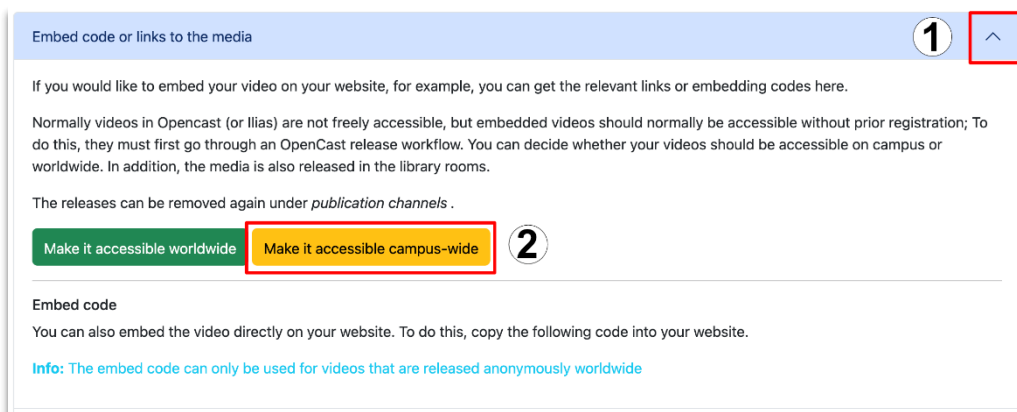 Embed code or links to the media
1
If you would like to embed your video on your website, for example, you can get the relevant links or embedding codes here.
Normally videos in Opencast (or Ilias) are not freely accessible, but embedded videos should normally be accessible without prior registration; To
do this, they must first go through an OpenCast release workflow. You can decide whether your videos should be accessible on campus or
worldwide. In addition, the media is also released in the library rooms.
The releases can be removed again under publication channels .
Make it accessible worldwide Make it accessible campus-wide 2
Embed code
You can also embed the video directly on your website. To do this, copy the following code into your website.
Info: The embed code can only be used for videos that are released anonymously worldwide